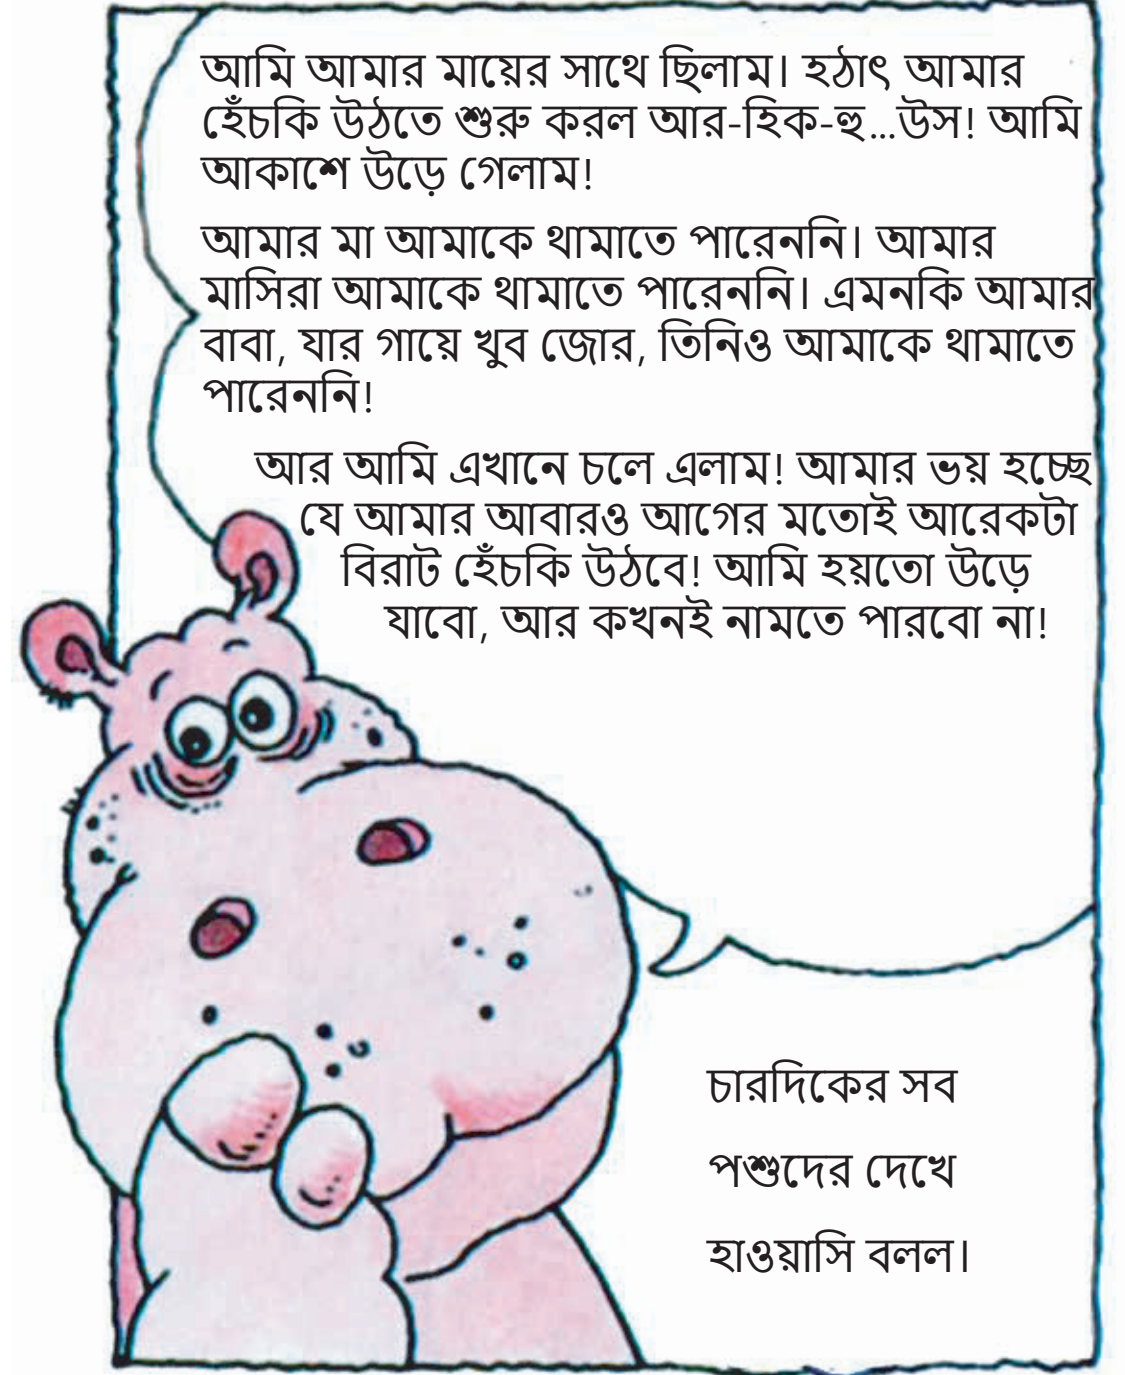 আমি আমার মায়ের সাথে ছিলাম। হঠাৎ আমার
হেঁচকি উঠতে শুরু করল আর-হিক-হু...উস! আমি
আকাশে উড়ে গেলাম!
আমার মা আমাকে থামাতে পারেননি। আমার
মাসিরা আমাকে থামাতে পারেননি। এমনকি আমার
বাবা, যার গায়ে খুব জোর, তিনিও আমাকে থামাতে
পারেননি!
আর আমি এখানে চলে এলাম! আমার ভয় হচ্ছে
যে আমার আবারও আগের মতোই আরেকটা
বিরাট হেঁচকি উঠবে! আমি হয়তো উড়ে
যাবো, আর কখনই নামতে পারবো না!
চারদিকের সব
পশুদের দেখে
হাওয়াসি বলল।